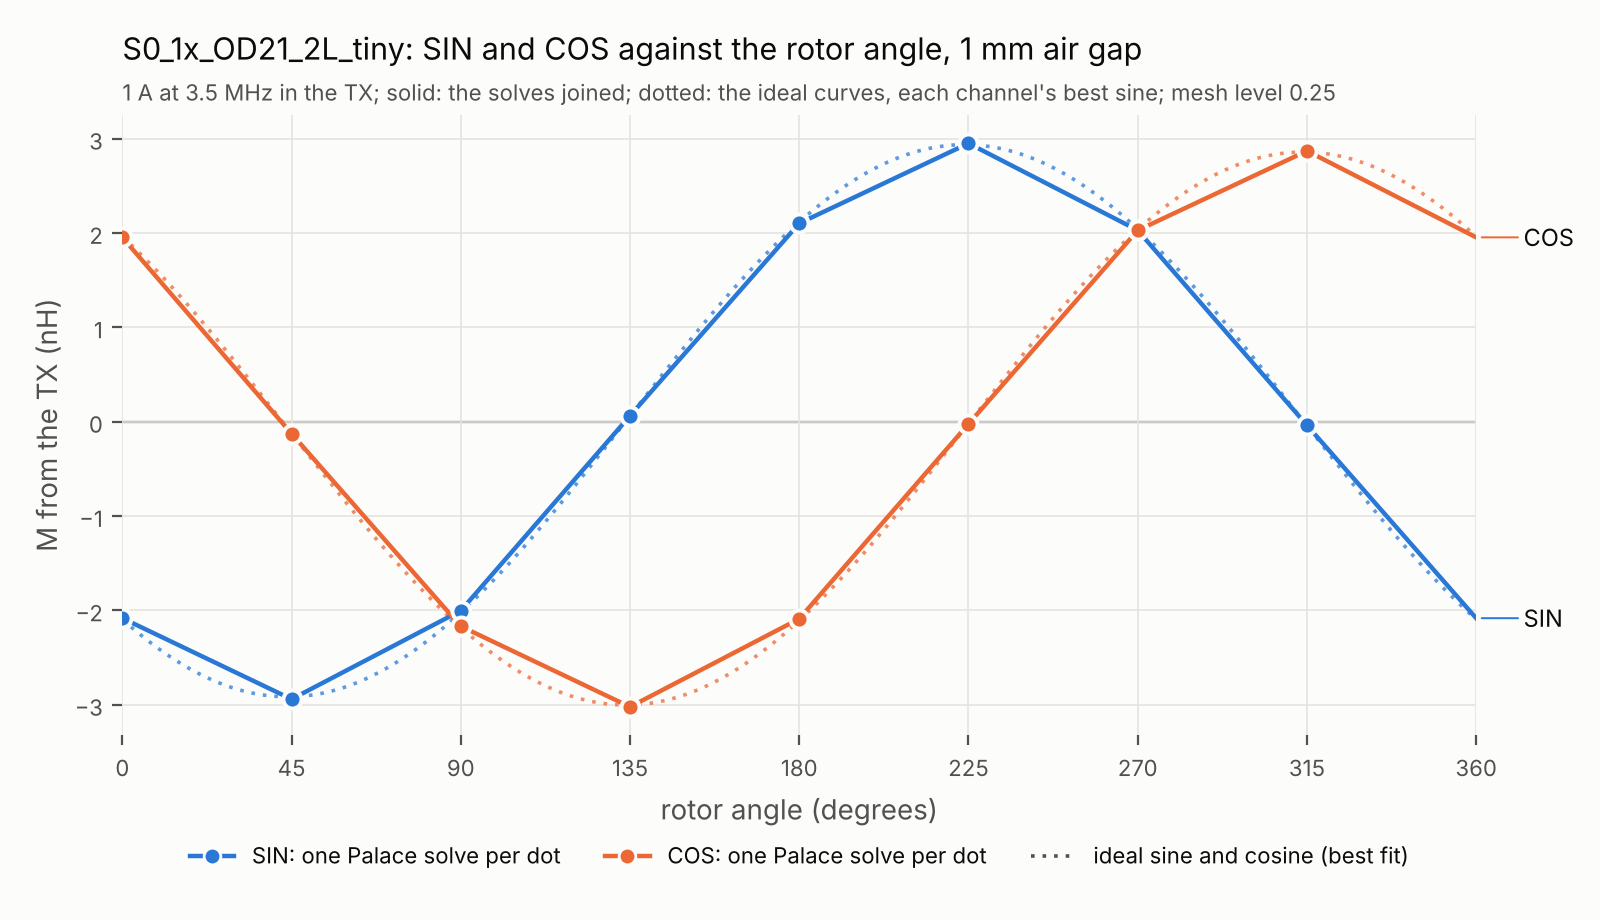 S0_1x_OD21_2L_tiny: SIN and COS against the rotor angle, 1 mm air gap
1 A at 3.5 MHz in the TX; solid: the solves joined; dotted: the ideal curves, each channel's best sine; mesh level 0.25
M from the TX (nH)
3
2
1
0
−1
−2
−3
COS
SIN
0 45 90 135 180 225 270 315 360
rotor angle (degrees)
SIN: one Palace solve per dot COS: one Palace solve per dot ideal sine and cosine (best fit)